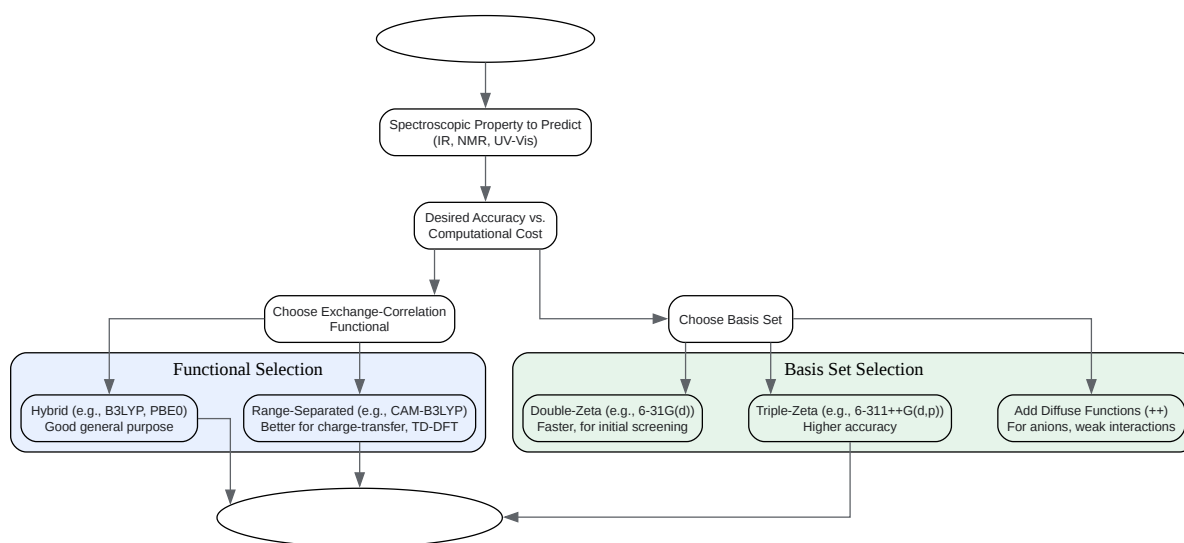 Spectroscopic Property to Predict
(IR, NMR, UV-Vis)
Desired Accuracy vs.
Computational Cost
Choose Exchange-Correlation
Functional
Choose Basis Set
Functional Selection
Hybrid (e.g., B3LYP, PBE0)
Good general purpose
Range-Separated (e.g., CAM-B3LYP)
Better for charge-transfer, TD-DFT
Basis Set Selection
Double-Zeta (e.g., 6-31G(d))
Faster, for initial screening
Triple-Zeta (e.g., 6-311++G(d,p))
Higher accuracy
Add Diffuse Functions (++)
For anions, weak interactions